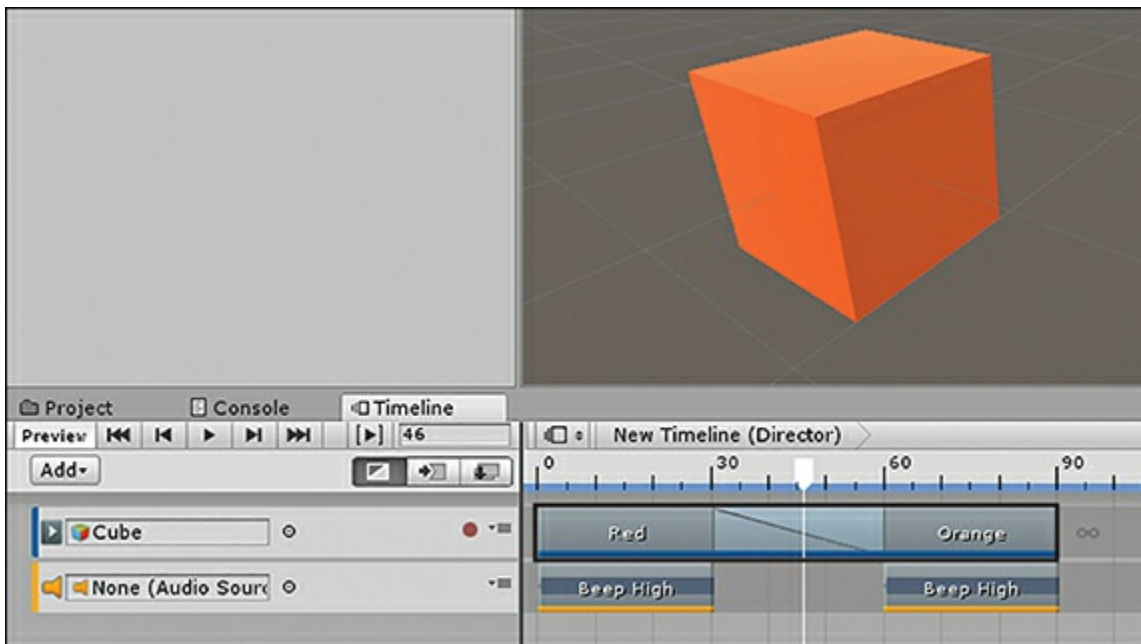 Project Console Timeline
Preview 46 New Timeline (Director)
Add
0 30 60 90
Cube Red Orange
None (Audio Sour Beep High Beep High